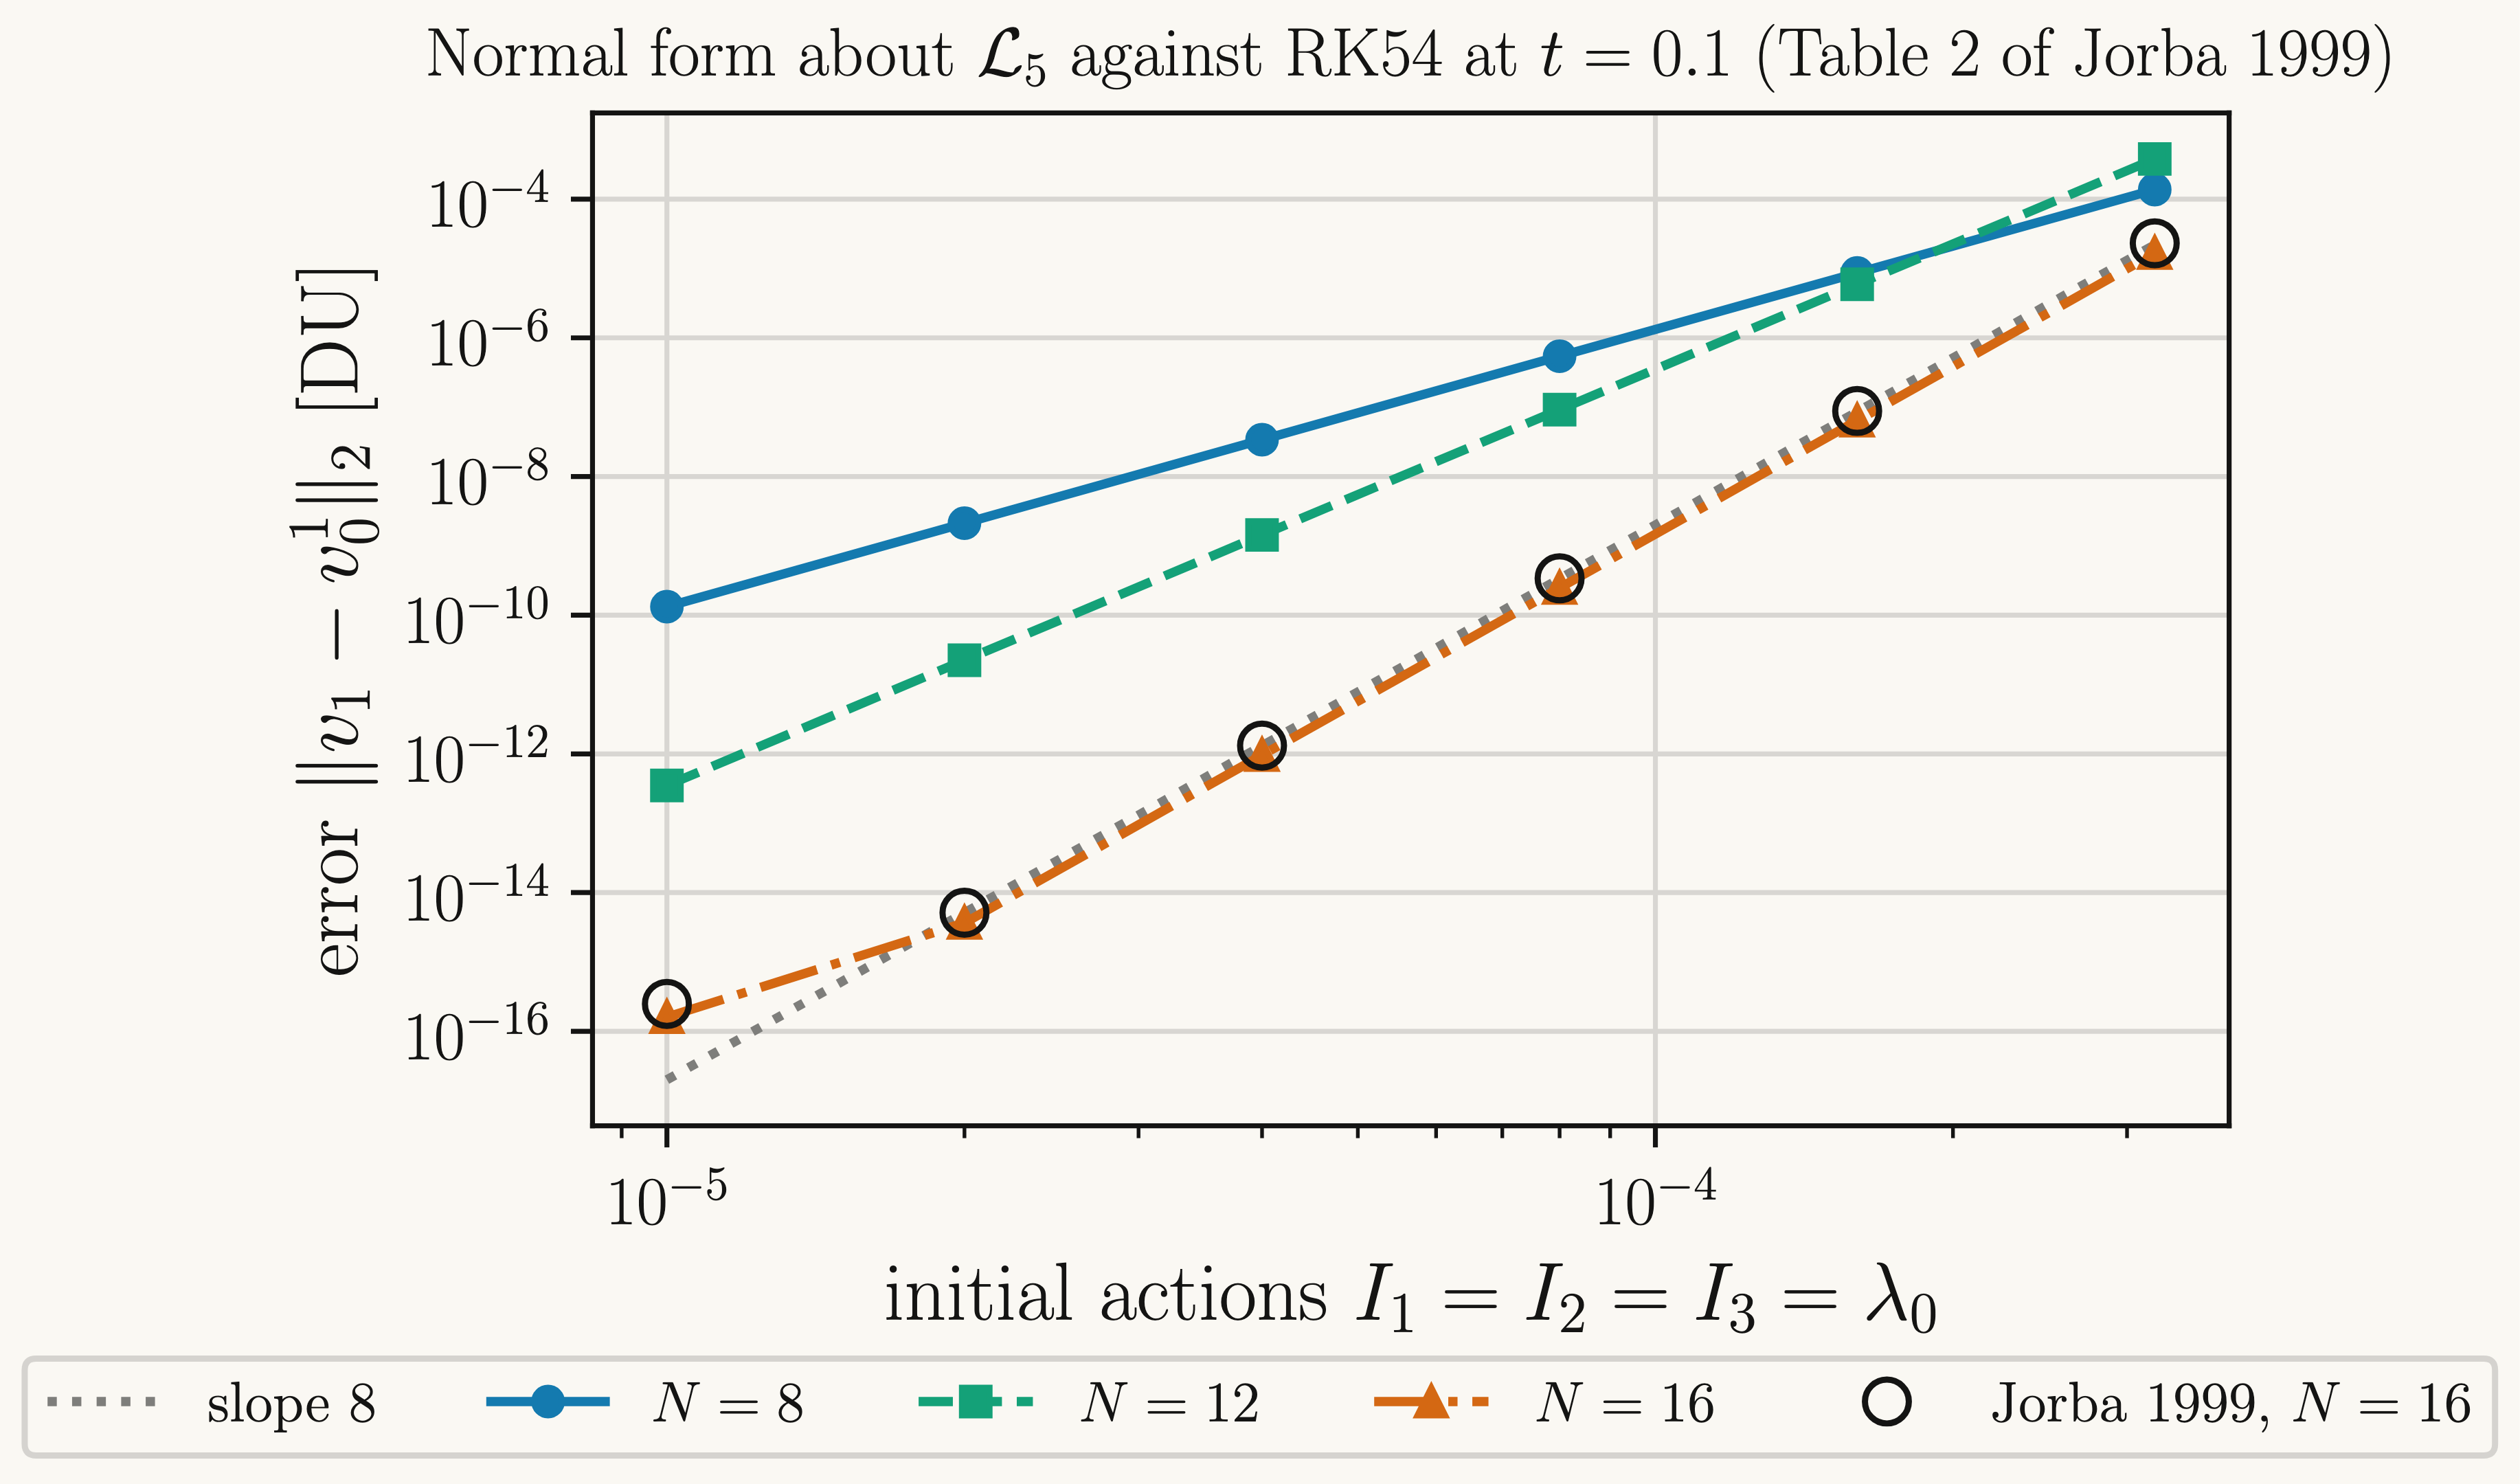 Normal form about 𝓛₅ against RK54 at t = 0.1 (Table 2 of Jorba 1999)
error ‖v₁ − v₀¹‖₂ [DU]
10⁻⁴
10⁻⁶
10⁻⁸
10⁻¹⁰
10⁻¹²
10⁻¹⁴
10⁻¹⁶
10⁻⁵ 10⁻⁴
initial actions I₁ = I₂ = I₃ = λ₀
slope 8 N = 8 N = 12 N = 16 Jorba 1999, N = 16